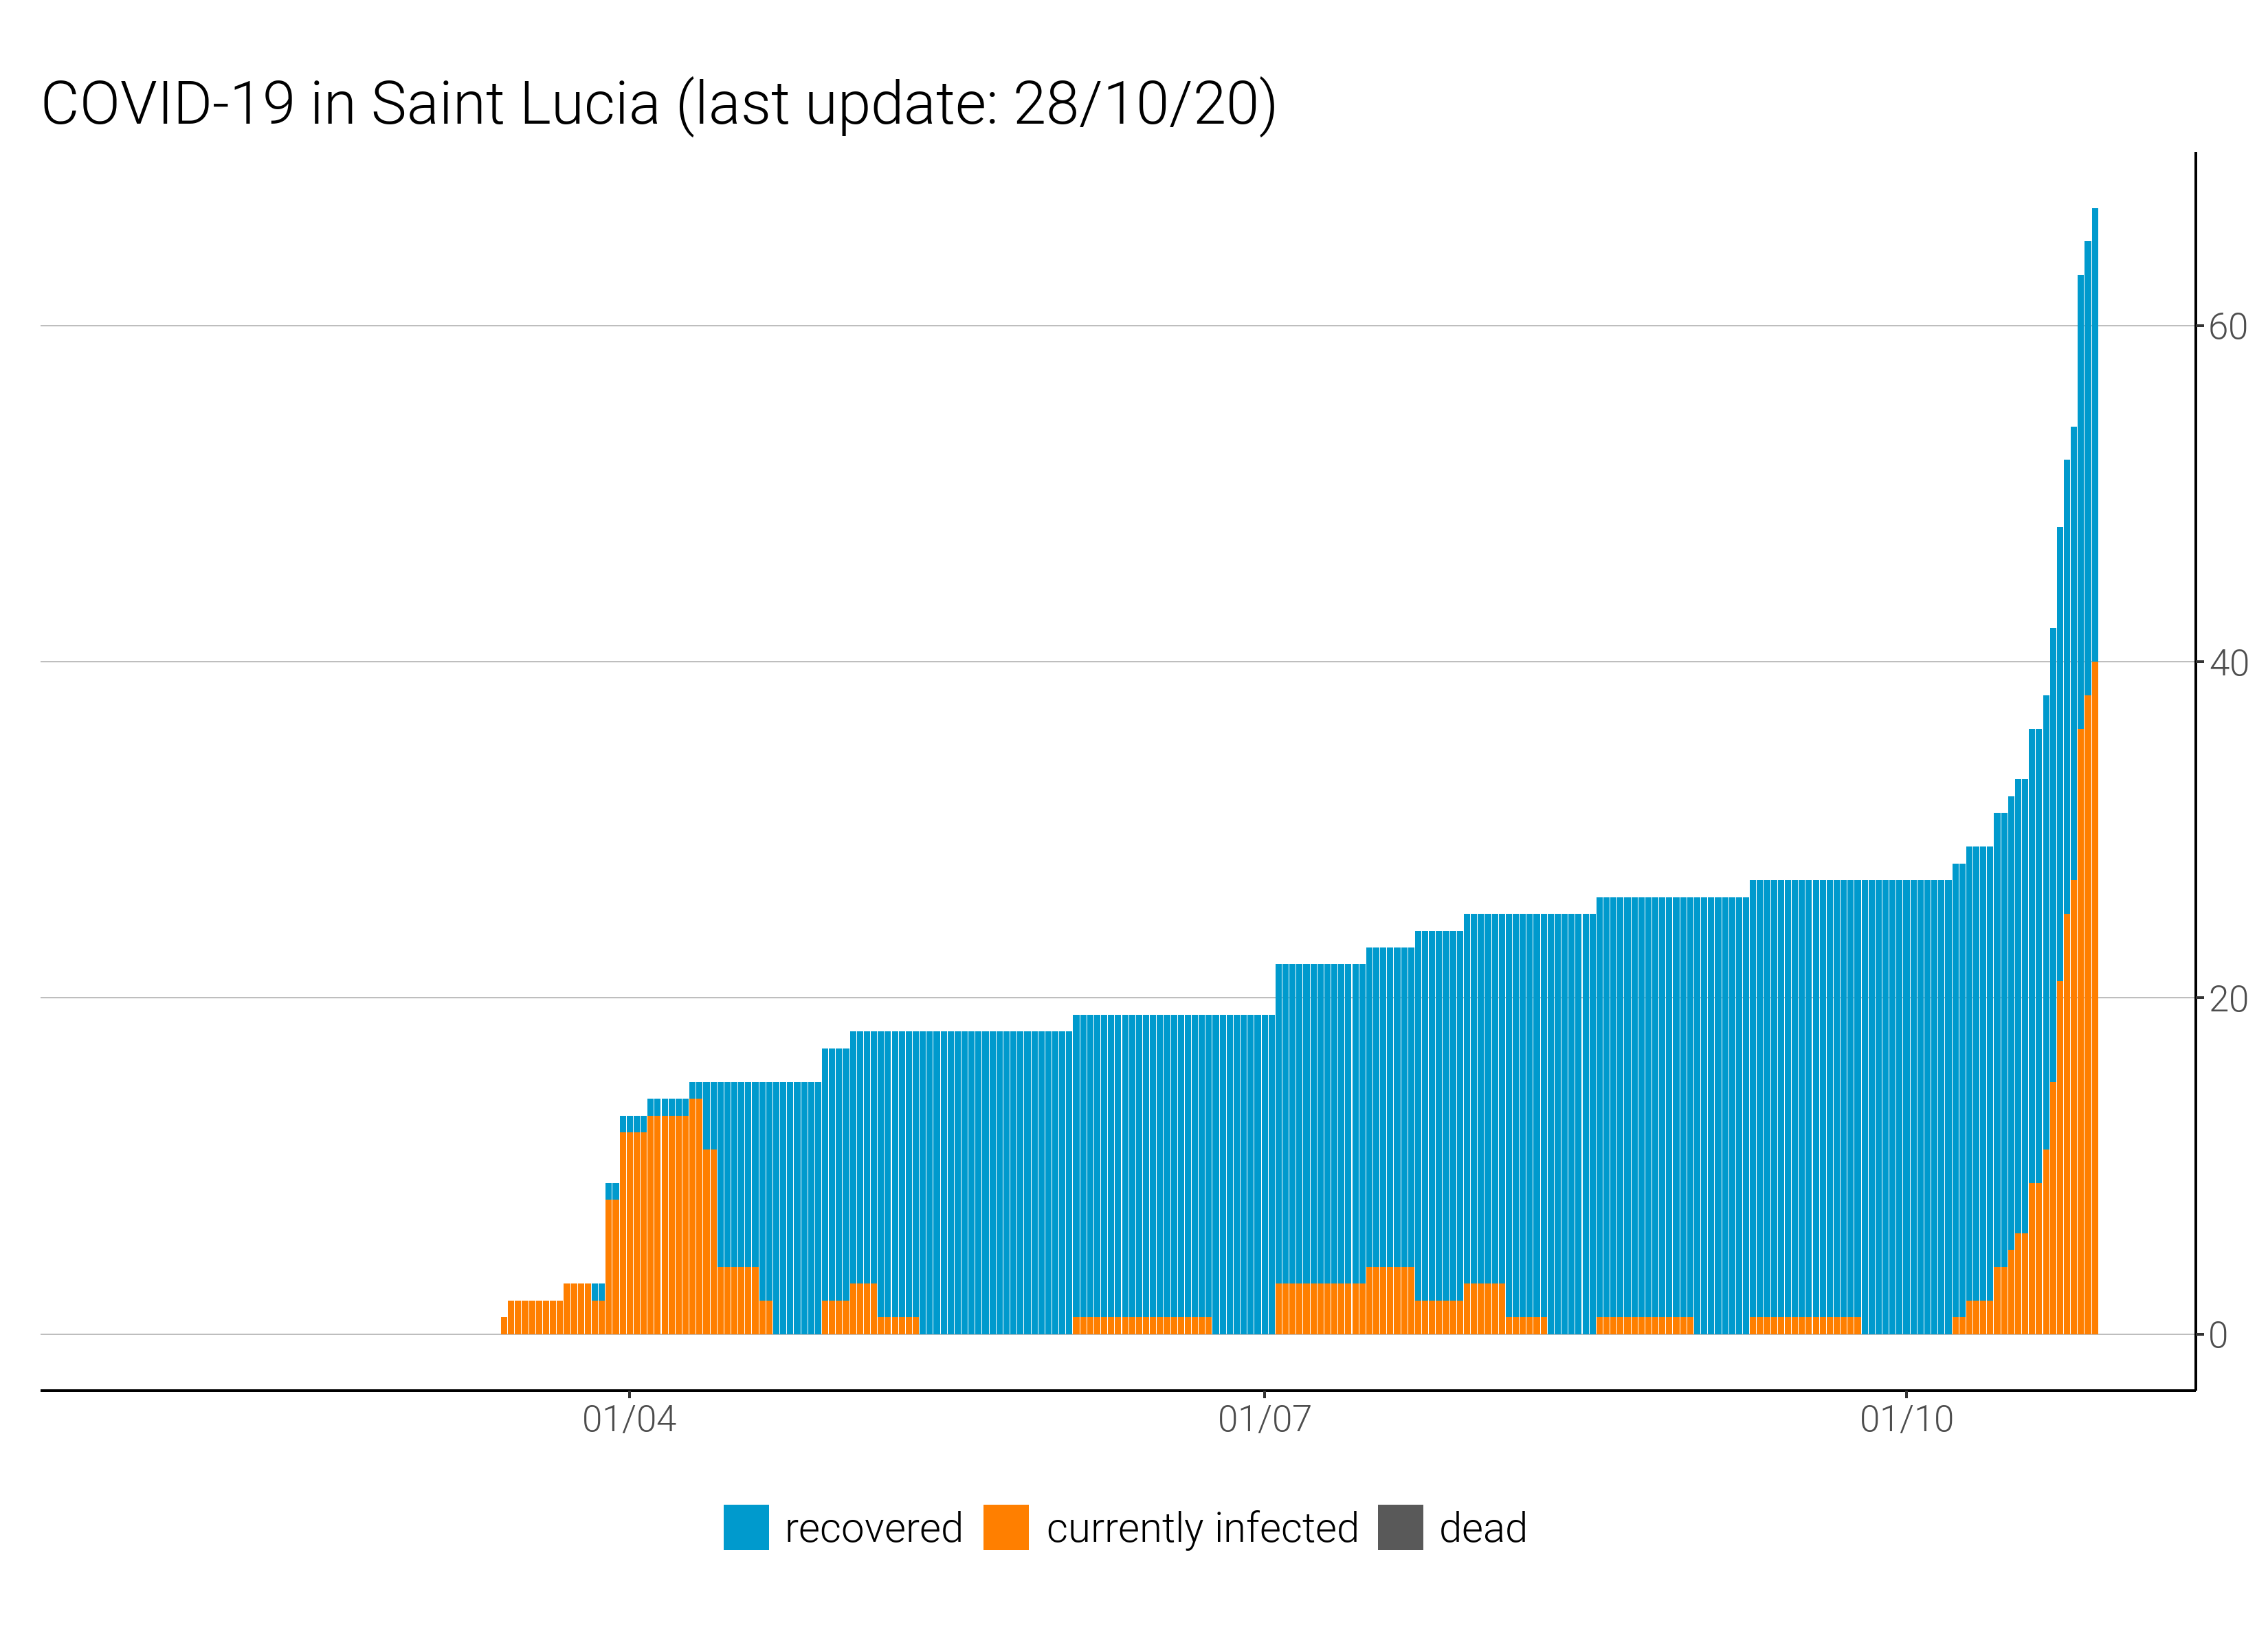 COVID-19 in Saint Lucia (last update: 28/10/20)
60
40
20
0
01/04 01/07 01/10
recovered currently infected dead